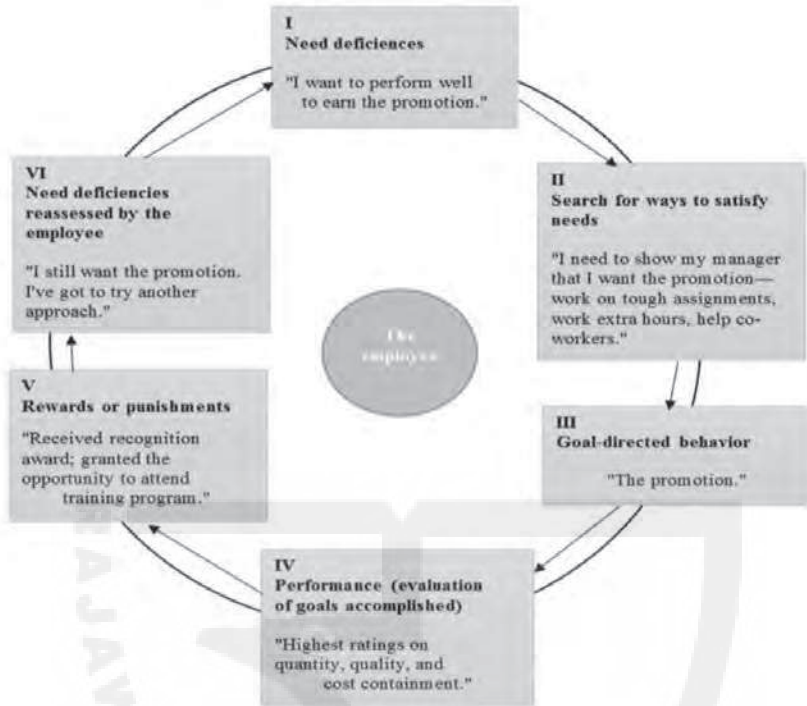 I
Need deficiences
"I want to perform well
to earn the promotion."
II
Search for ways to satisfy
needs
"I need to show my manager
that I want the promotion—
work on tough assignments,
work extra hours, help co-
workers."
III
Goal-directed behavior
"The promotion."
IV
Performance (evaluation
of goals accomplished)
"Highest ratings on
quantity, quality, and
cost containment."
V
Rewards or punishments
"Received recognition
award; granted the
opportunity to attend
training program."
VI
Need deficiencies
reassessed by the
employee
"I still want the promotion.
I've got to try another
approach."
The
employee
RAJAW